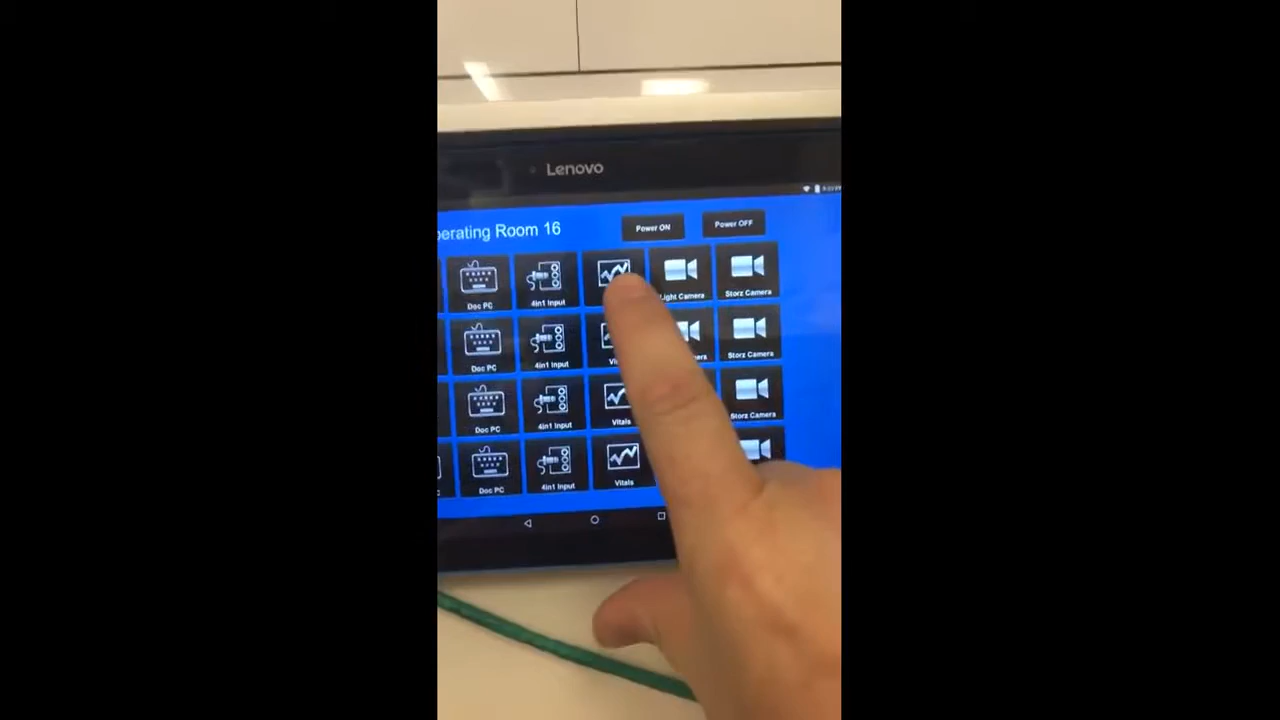 Lenovo
perating Room 16
Power ON
Power OFF
Doc PC
4in1 Input
Light Camera
Storz Camera
Doc PC
4in1 Input
Storz Camera
Doc PC
4in1 Input
Vitals
Storz Camera
Doc PC
4in1 Input
Vitals